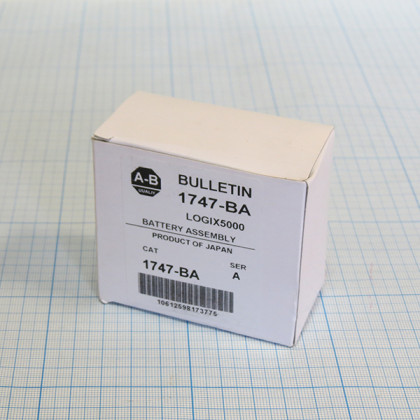 A-B
QUALITY
BULLETIN
1747-BA
LOGIX5000
BATTERY ASSEMBLY
PRODUCT OF JAPAN
CAT
SER
1747-BA
A
10612598173775